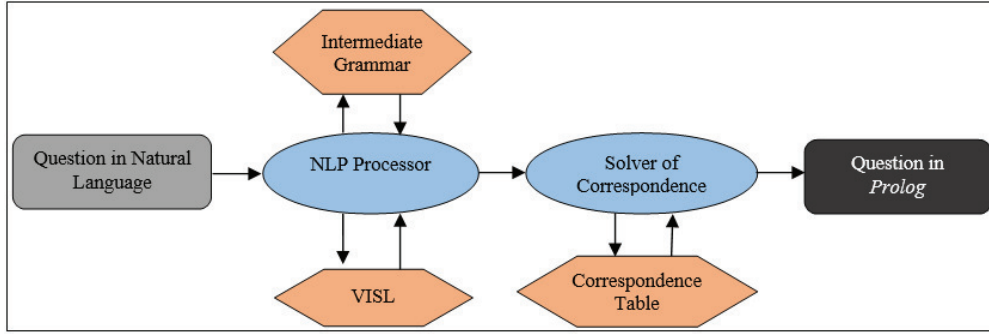 Intermediate
Grammar
Question in Natural
Language
NLP Processor
Solver of
Correspondence
Question in
Prolog
VISL
Correspondence
Table